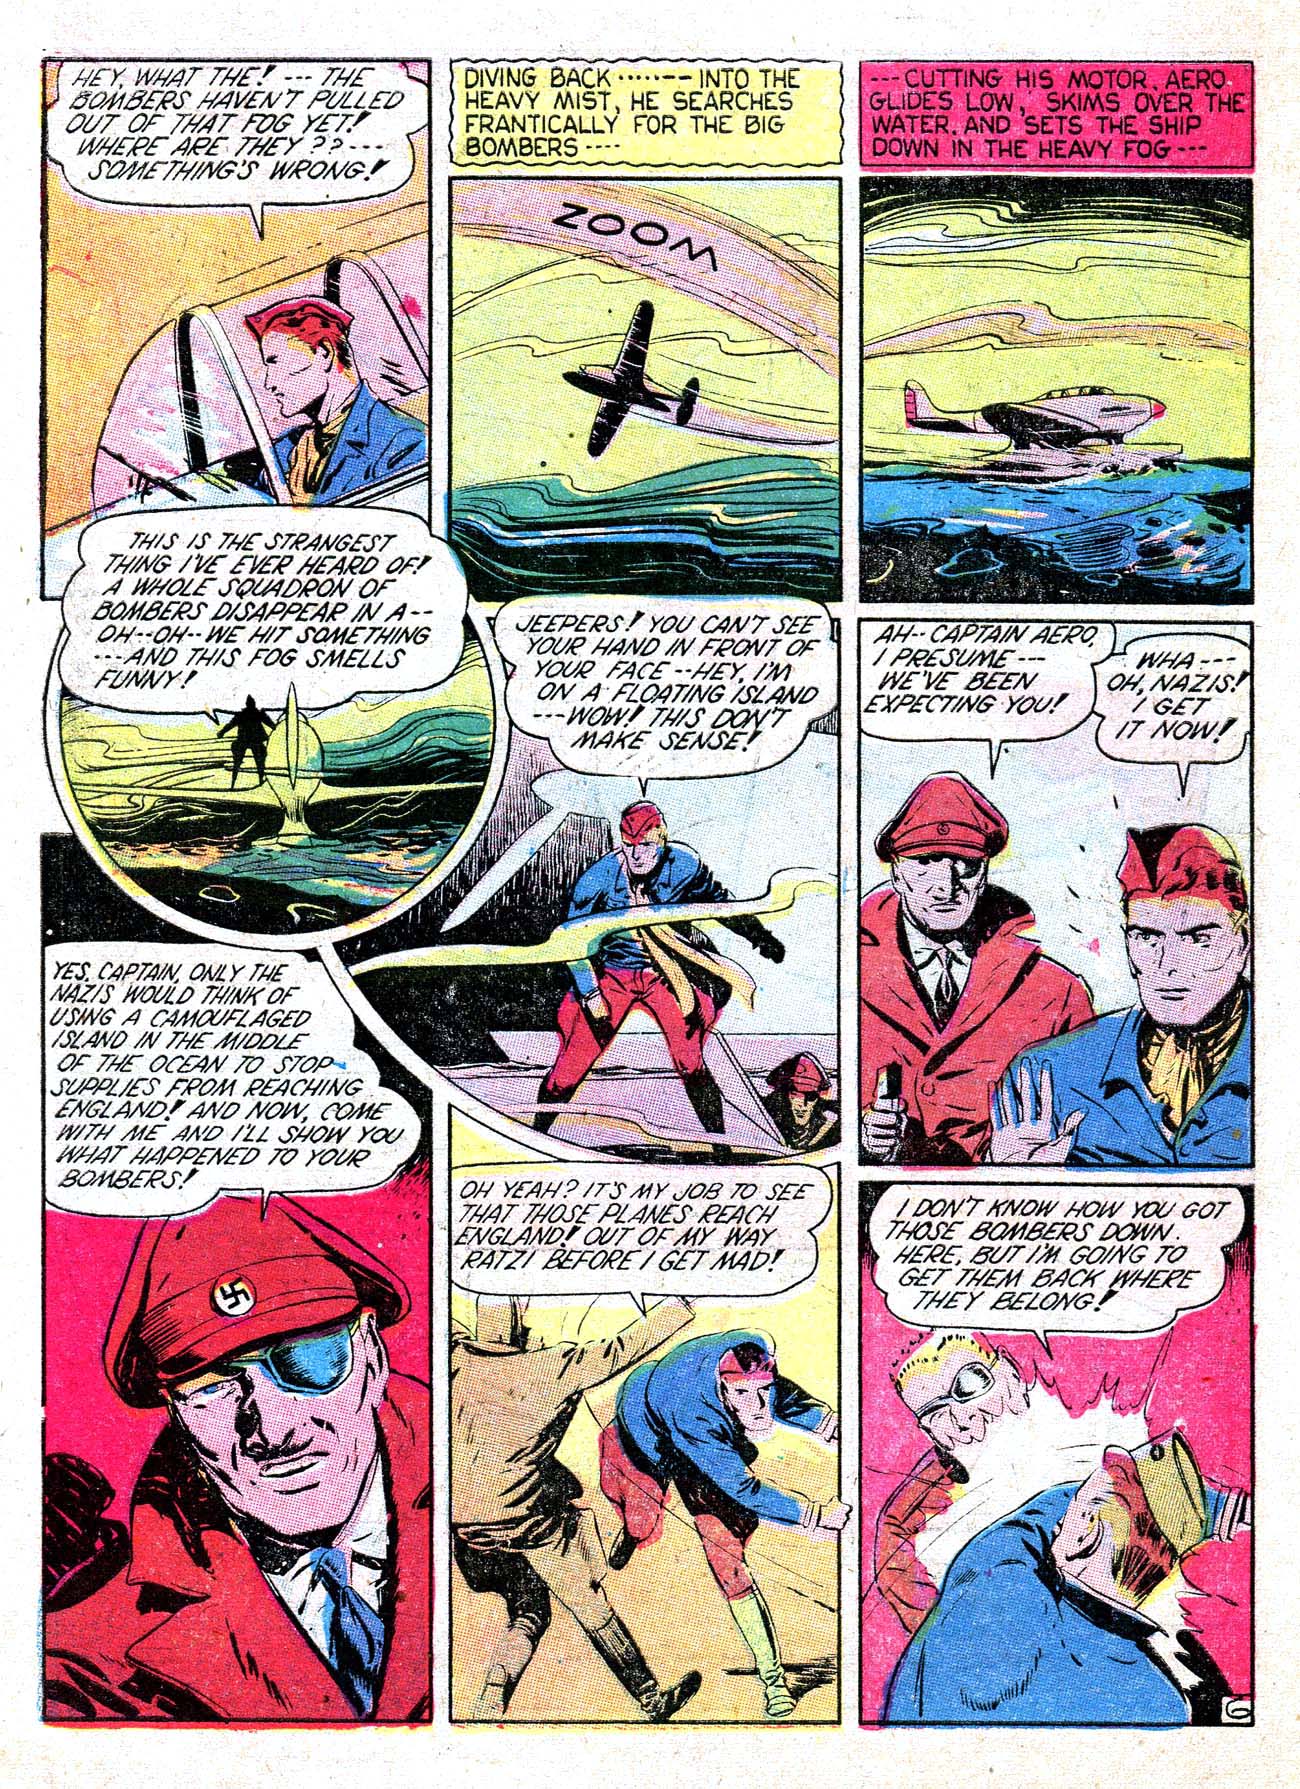 HEY, WHAT THE! --- THE
BOMBERS HAVEN'T PULLED
OUT OF THAT FOG YET!
WHERE ARE THEY??---
SOMETHING'S WRONG!
DIVING BACK ······-- INTO THE
HEAVY MIST, HE SEARCHES
FRANTICALLY FOR THE BIG
BOMBERS ----
ZOOM
--- CUTTING HIS MOTOR, AERO-
GLIDES LOW, SKIMS OVER THE
WATER, AND SETS THE SHIP
DOWN IN THE HEAVY FOG ---
THIS IS THE STRANGEST
THING I'VE EVER HEARD OF!
A WHOLE SQUADRON OF
BOMBERS DISAPPEAR IN A--
OH--OH-- WE HIT SOMETHING
---AND THIS FOG SMELLS
FUNNY!
JEEPERS! YOU CAN'T SEE
YOUR HAND IN FRONT OF
YOUR FACE --HEY, I'M
ON A FLOATING ISLAND
---WOW! THIS DON'T
MAKE SENSE!
AH-- CAPTAIN AERO,
I PRESUME ---
WE'VE BEEN
EXPECTING YOU!
WHA ---
OH, NAZIS!
I GET
IT NOW!
YES, CAPTAIN, ONLY THE
NAZIS WOULD THINK OF
USING A CAMOUFLAGED
ISLAND IN THE MIDDLE
OF THE OCEAN TO STOP
SUPPLIES FROM REACHING
ENGLAND! AND NOW, COME
WITH ME AND I'LL SHOW YOU
WHAT HAPPENED TO YOUR
BOMBERS!
OH YEAH? IT'S MY JOB TO SEE
THAT THOSE PLANES REACH
ENGLAND! OUT OF MY WAY
RATZI BEFORE I GET MAD!
I DON'T KNOW HOW YOU GOT
THOSE BOMBERS DOWN
HERE, BUT I'M GOING TO
GET THEM BACK WHERE
THEY BELONG!
6